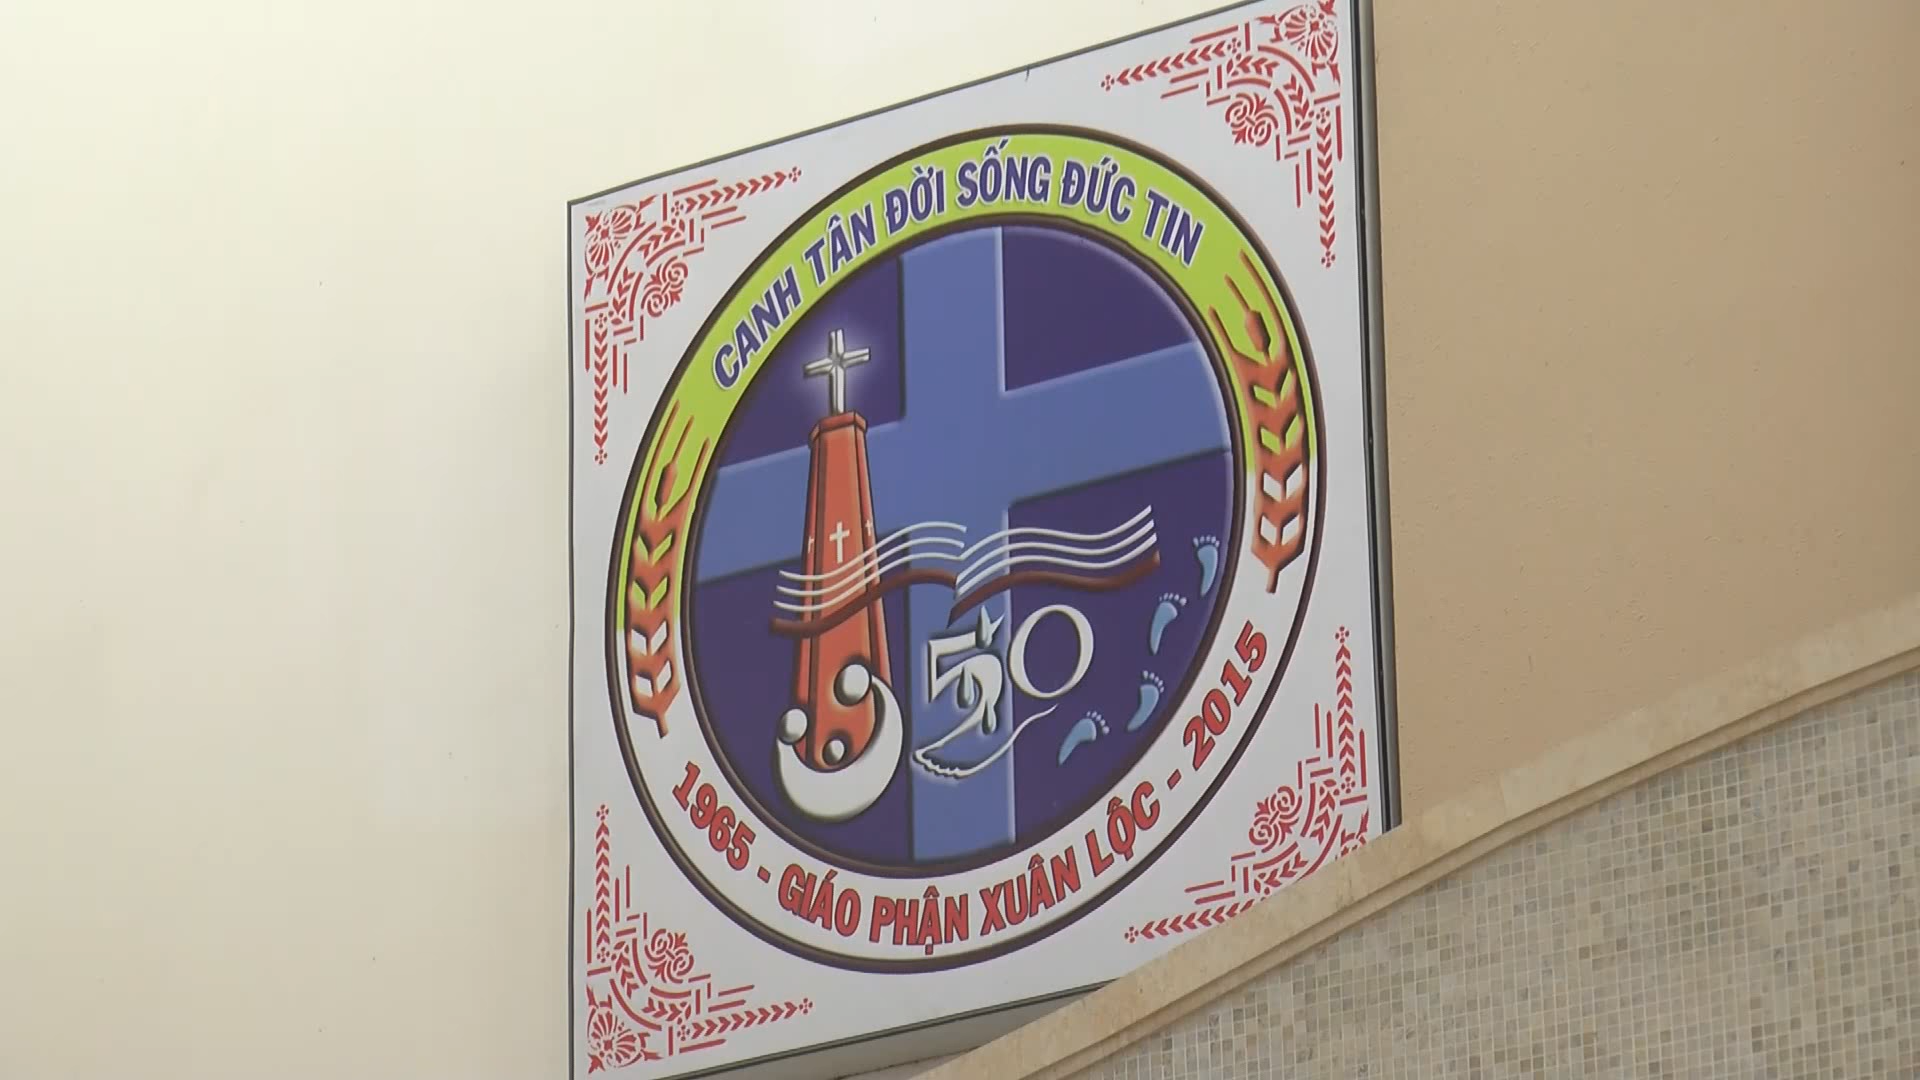 CANH TÂN ĐỜI SỐNG ĐỨC TIN
50
1965 - GIÁO PHẬN XUÂN LỘC - 2015